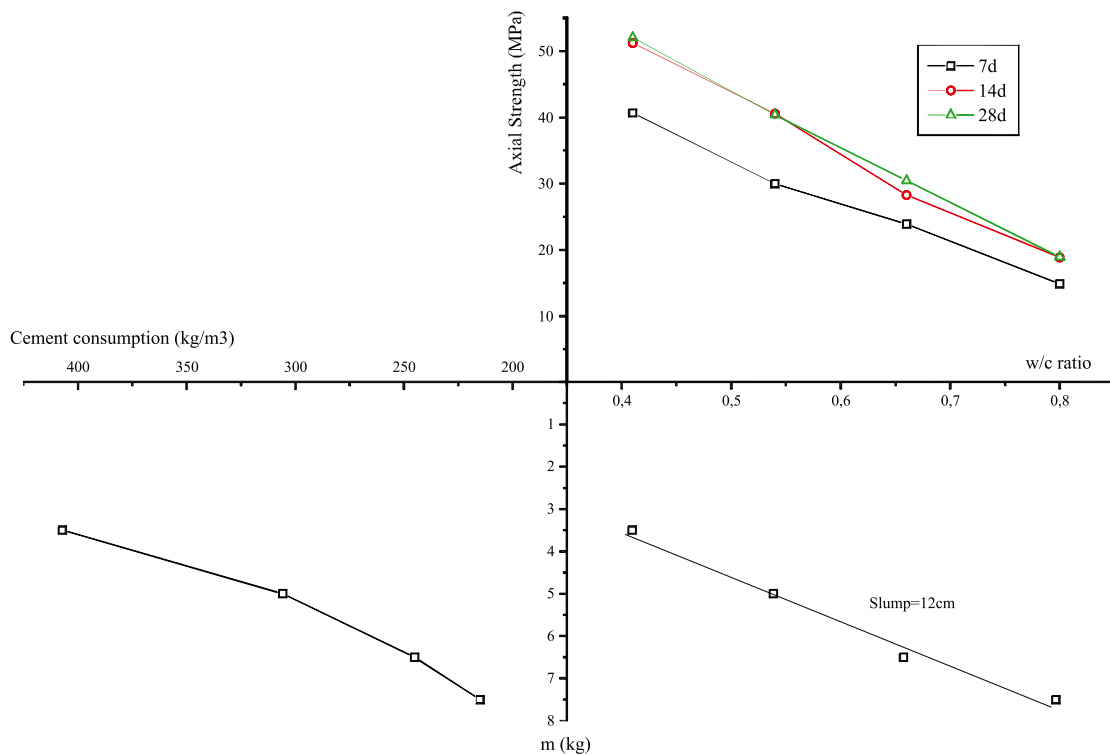 Axial Strength (MPa)
50
40
30
20
10
7d
14d
28d
Cement consumption (kg/m3)
400
350
300
250
200
w/c ratio
0,4
0,5
0,6
0,7
0,8
1
2
3
4
5
6
7
8
Slump=12cm
m (kg)